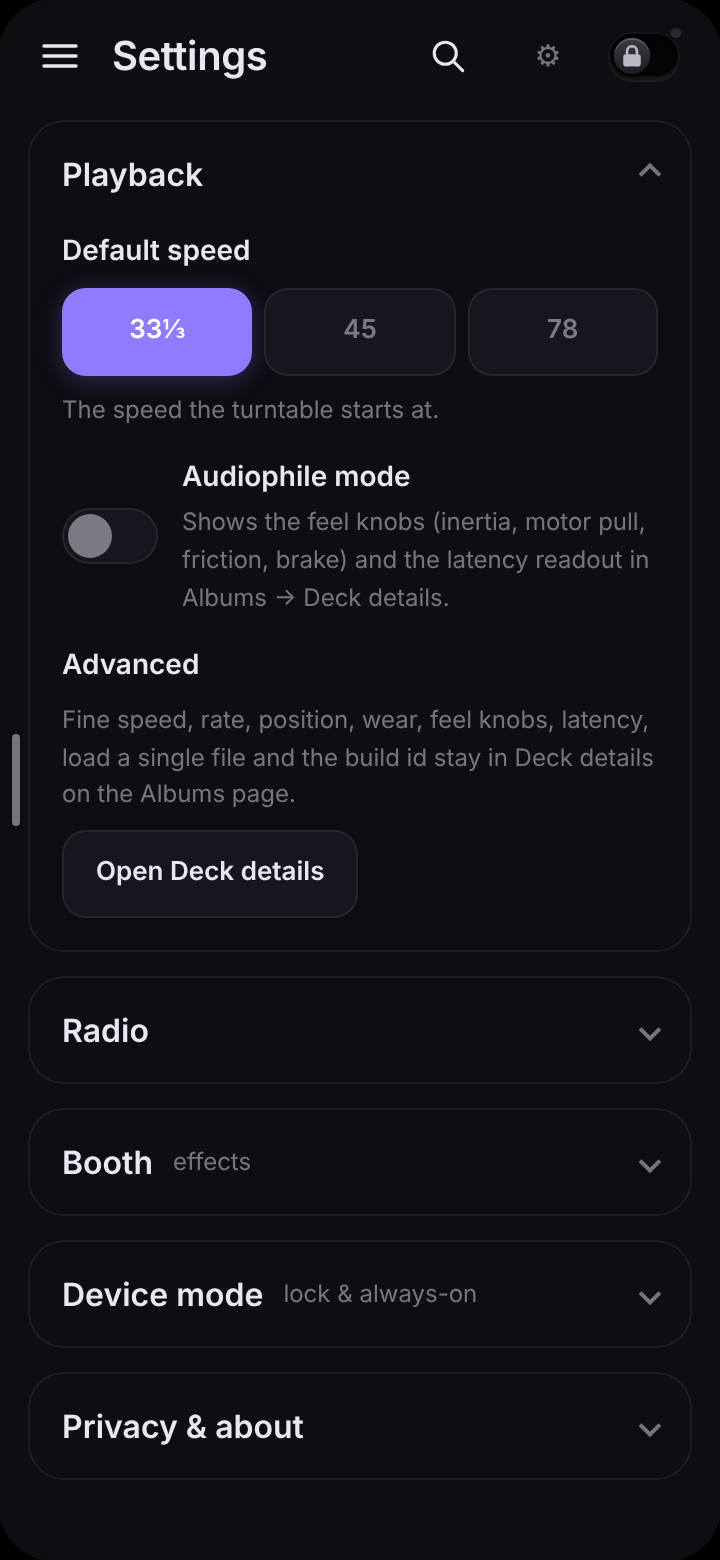 Settings
Playback
Default speed
33⅓
45
78
The speed the turntable starts at.
Audiophile mode
Shows the feel knobs (inertia, motor pull,
friction, brake) and the latency readout in
Albums → Deck details.
Advanced
Fine speed, rate, position, wear, feel knobs, latency,
load a single file and the build id stay in Deck details
on the Albums page.
Open Deck details
Radio
Booth effects
Device mode lock & always-on
Privacy & about